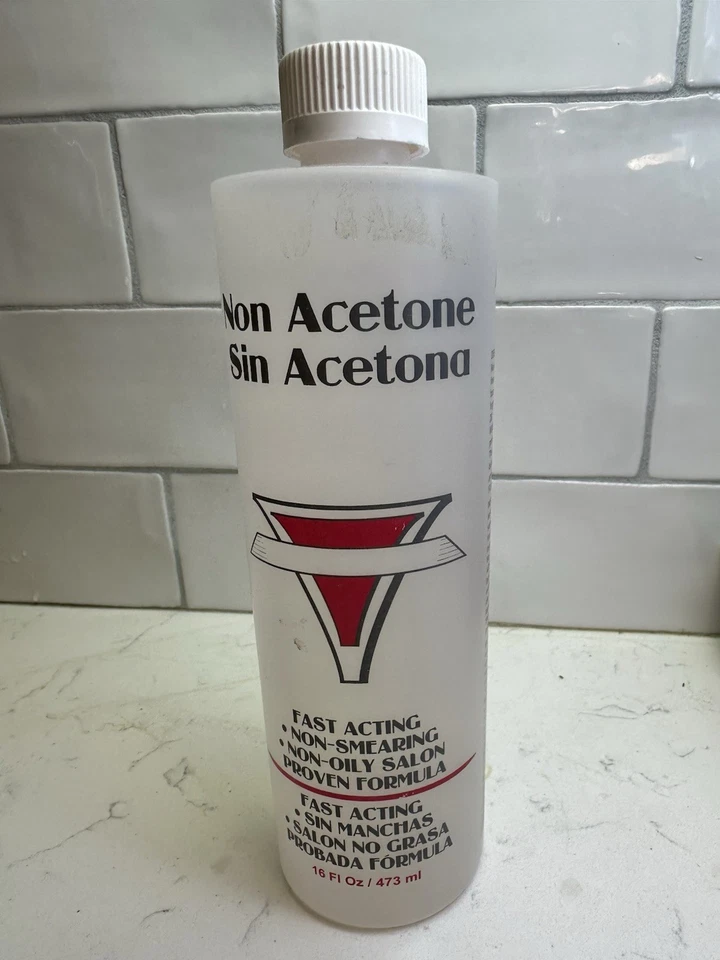 Non Acetone
Sin Acetona
FAST ACTING
• NON-SMEARING
• NON-OILY SALON
PROVEN FORMULA
FAST ACTING
• SIN MANCHAS
• SALON NO GRASA
PROBADA FÓRMULA
16 Fl Oz / 473 ml